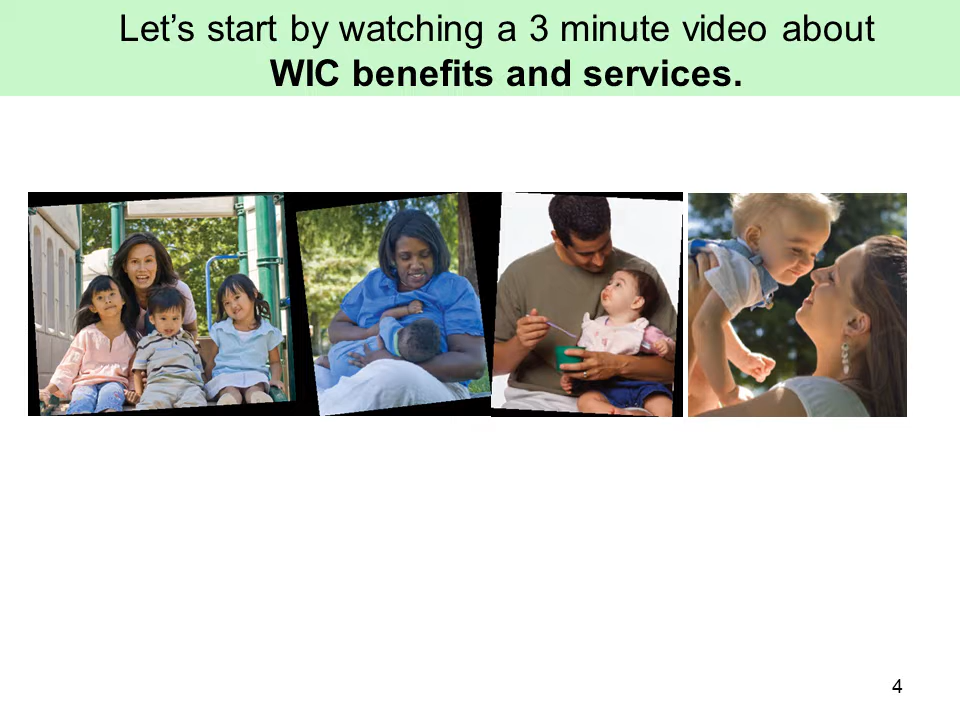 Let’s start by watching a 3 minute video about
WIC benefits and services.
4